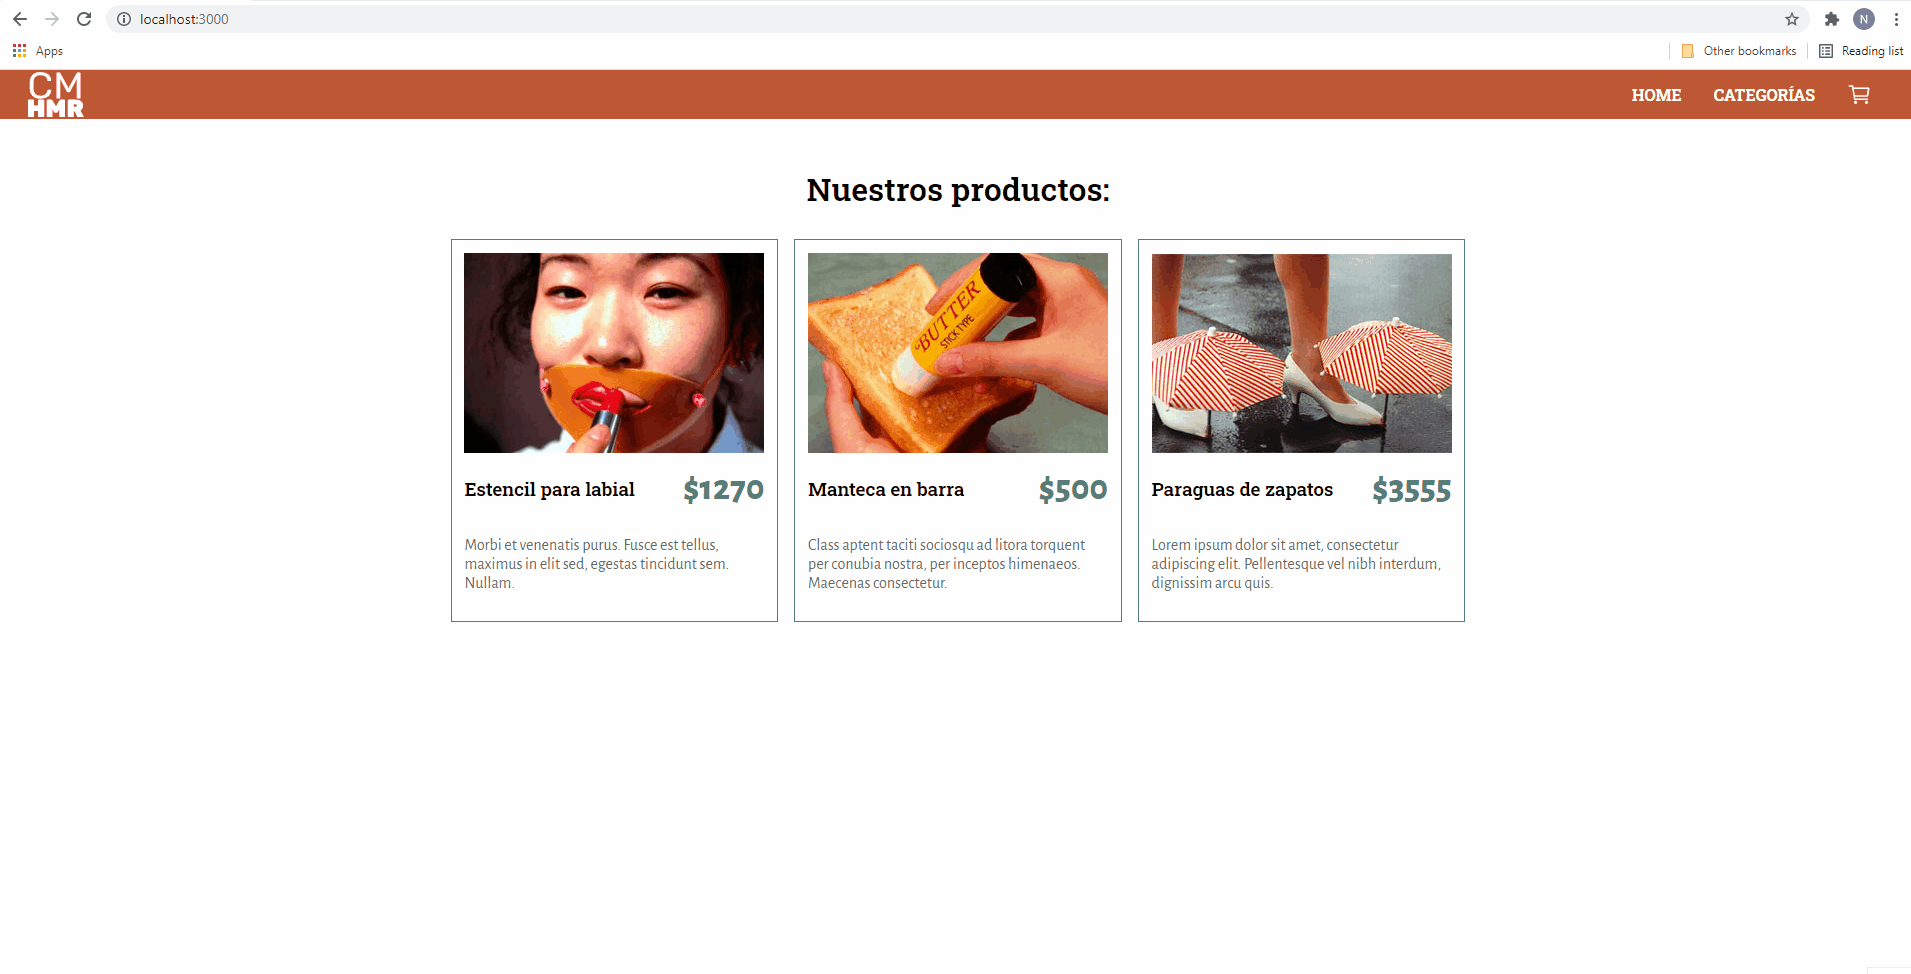 localhost:3000
N
Apps
Other bookmarks
Reading list
CM
HMR
HOME
CATEGORÍAS
Nuestros productos:
BUTTER
STICK TYPE
Estencil para labial
$1270
Manteca en barra
$500
Paraguas de zapatos
$3555
Morbi et venenatis purus. Fusce est tellus,
maximus in elit sed, egestas tincidunt sem.
Nullam.
Class aptent taciti sociosqu ad litora torquent
per conubia nostra, per inceptos himenaeos.
Maecenas consectetur.
Lorem ipsum dolor sit amet, consectetur
adipiscing elit. Pellentesque vel nibh interdum,
dignissim arcu quis.